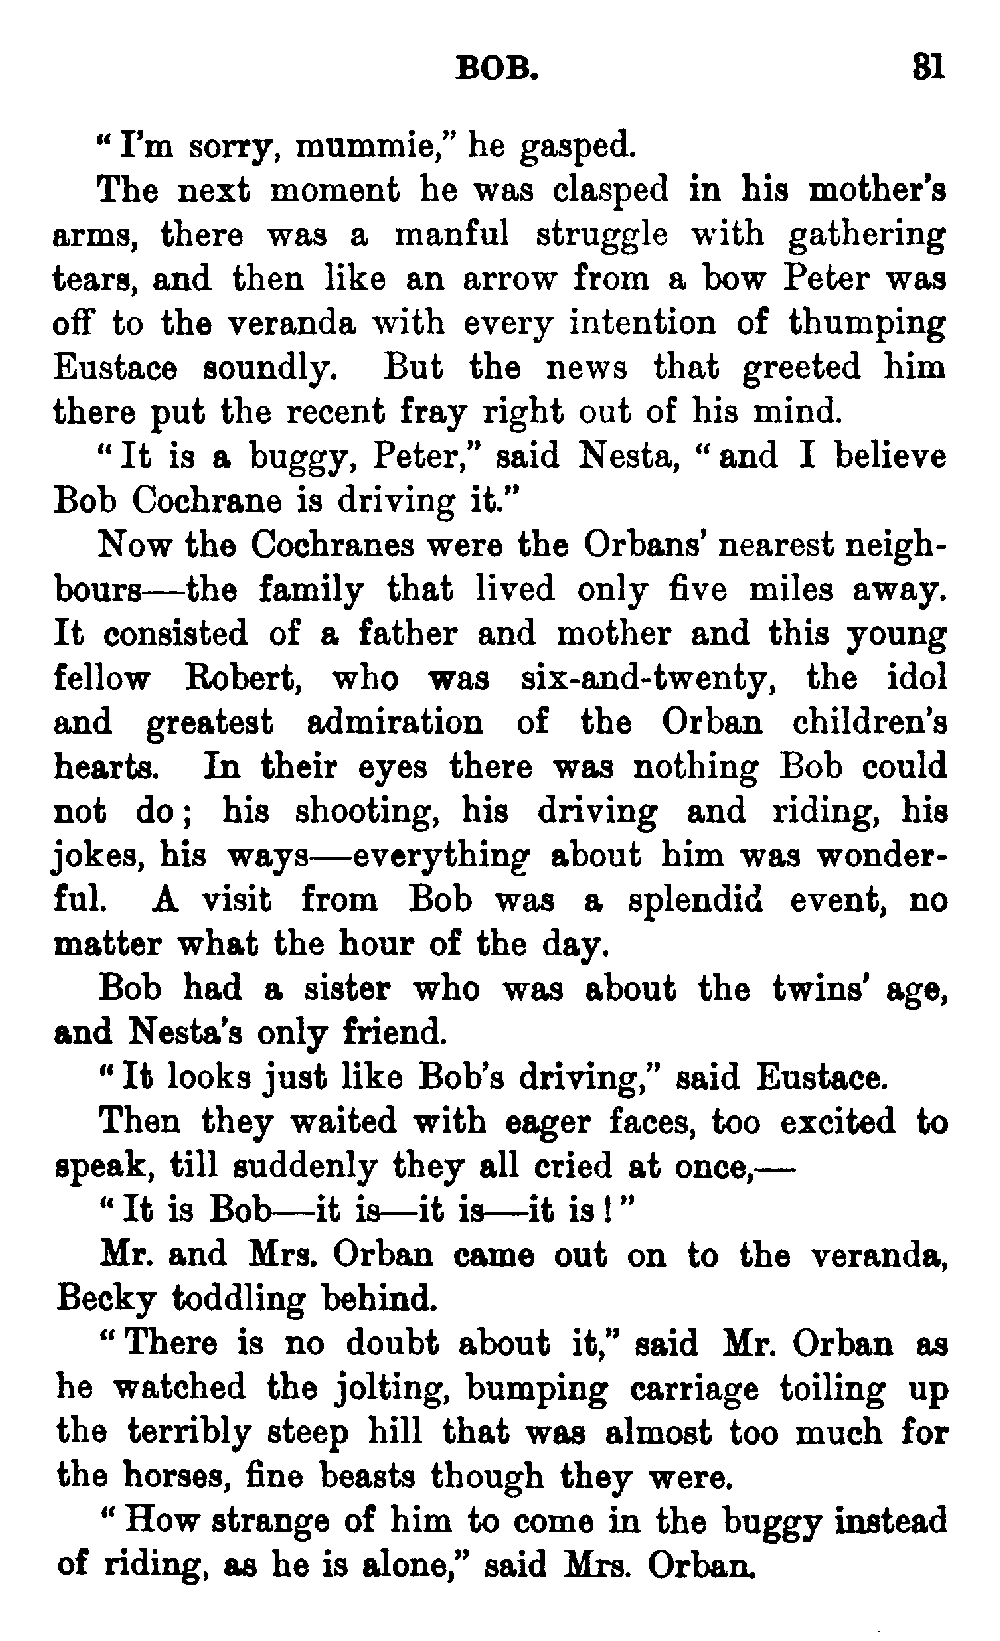 BOB. 31
“ I’m sorry, mummie,” he gasped.
The next moment he was clasped in his mother’s
arms, there was a manful struggle with gathering
tears, and then like an arrow from a bow Peter was
off to the veranda with every intention of thumping
Eustace soundly. But the news that greeted him
there put the recent fray right out of his mind.
“ It is a buggy, Peter,” said Nesta, “ and I believe
Bob Cochrane is driving it.”
Now the Cochranes were the Orbans’ nearest neigh-
bours—the family that lived only five miles away.
It consisted of a father and mother and this young
fellow Robert, who was six-and-twenty, the idol
and greatest admiration of the Orban children’s
hearts. In their eyes there was nothing Bob could
not do ; his shooting, his driving and riding, his
jokes, his ways—everything about him was wonder-
ful. A visit from Bob was a splendid event, no
matter what the hour of the day.
Bob had a sister who was about the twins’ age,
and Nesta’s only friend.
“ It looks just like Bob’s driving,” said Eustace.
Then they waited with eager faces, too excited to
speak, till suddenly they all cried at once,—
“ It is Bob—it is—it is—it is ! ”
Mr. and Mrs. Orban came out on to the veranda,
Becky toddling behind.
“ There is no doubt about it,” said Mr. Orban as
he watched the jolting, bumping carriage toiling up
the terribly steep hill that was almost too much for
the horses, fine beasts though they were.
“ How strange of him to come in the buggy instead
of riding, as he is alone,” said Mrs. Orban.